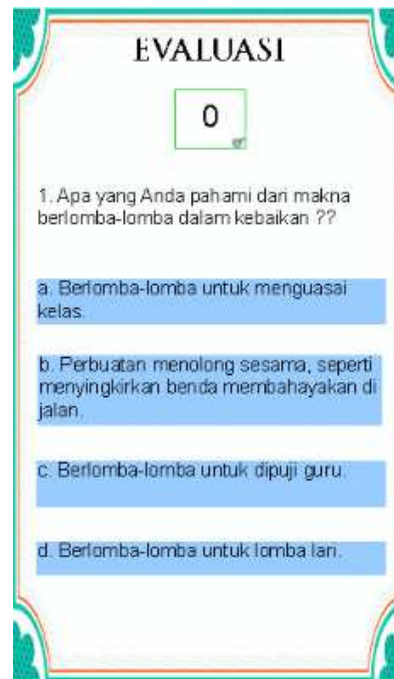 EVALUASI
0
1. Apa yang Anda pahami dari makna
berlomba-lomba dalam kebaikan ??
a. Berlomba-lomba untuk menguasai
kelas.
b. Perbuatan menolong sesama, seperti
menyingkirkan benda membahayakan di
jalan.
c. Berlomba-lomba untuk dipuji guru.
d. Berlomba-lomba untuk lomba lari.